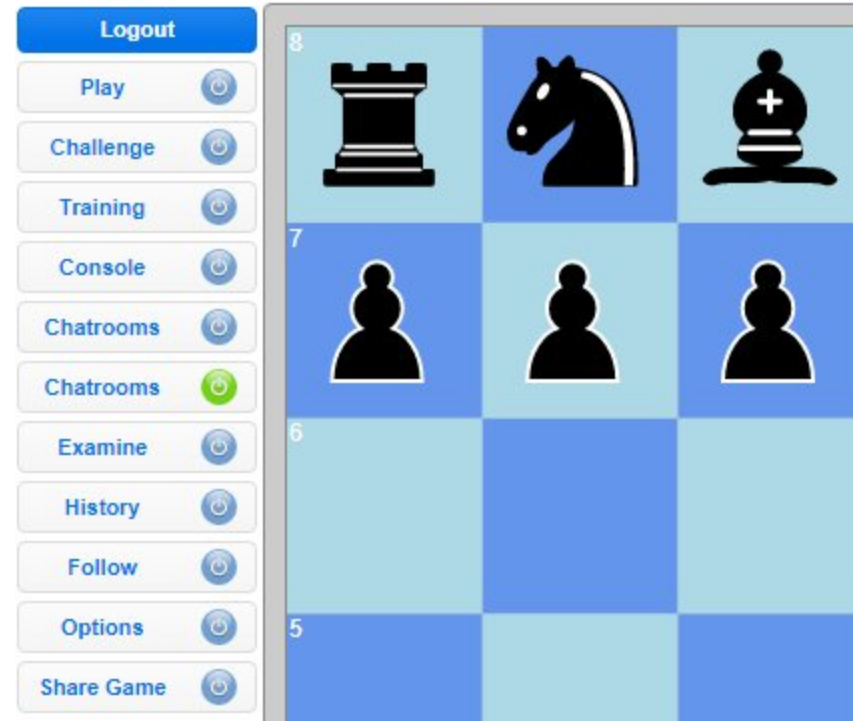 Logout
Play
Challenge
Training
Console
Chatrooms
Chatrooms
Examine
History
Follow
Options
Share Game
8
7
6
5